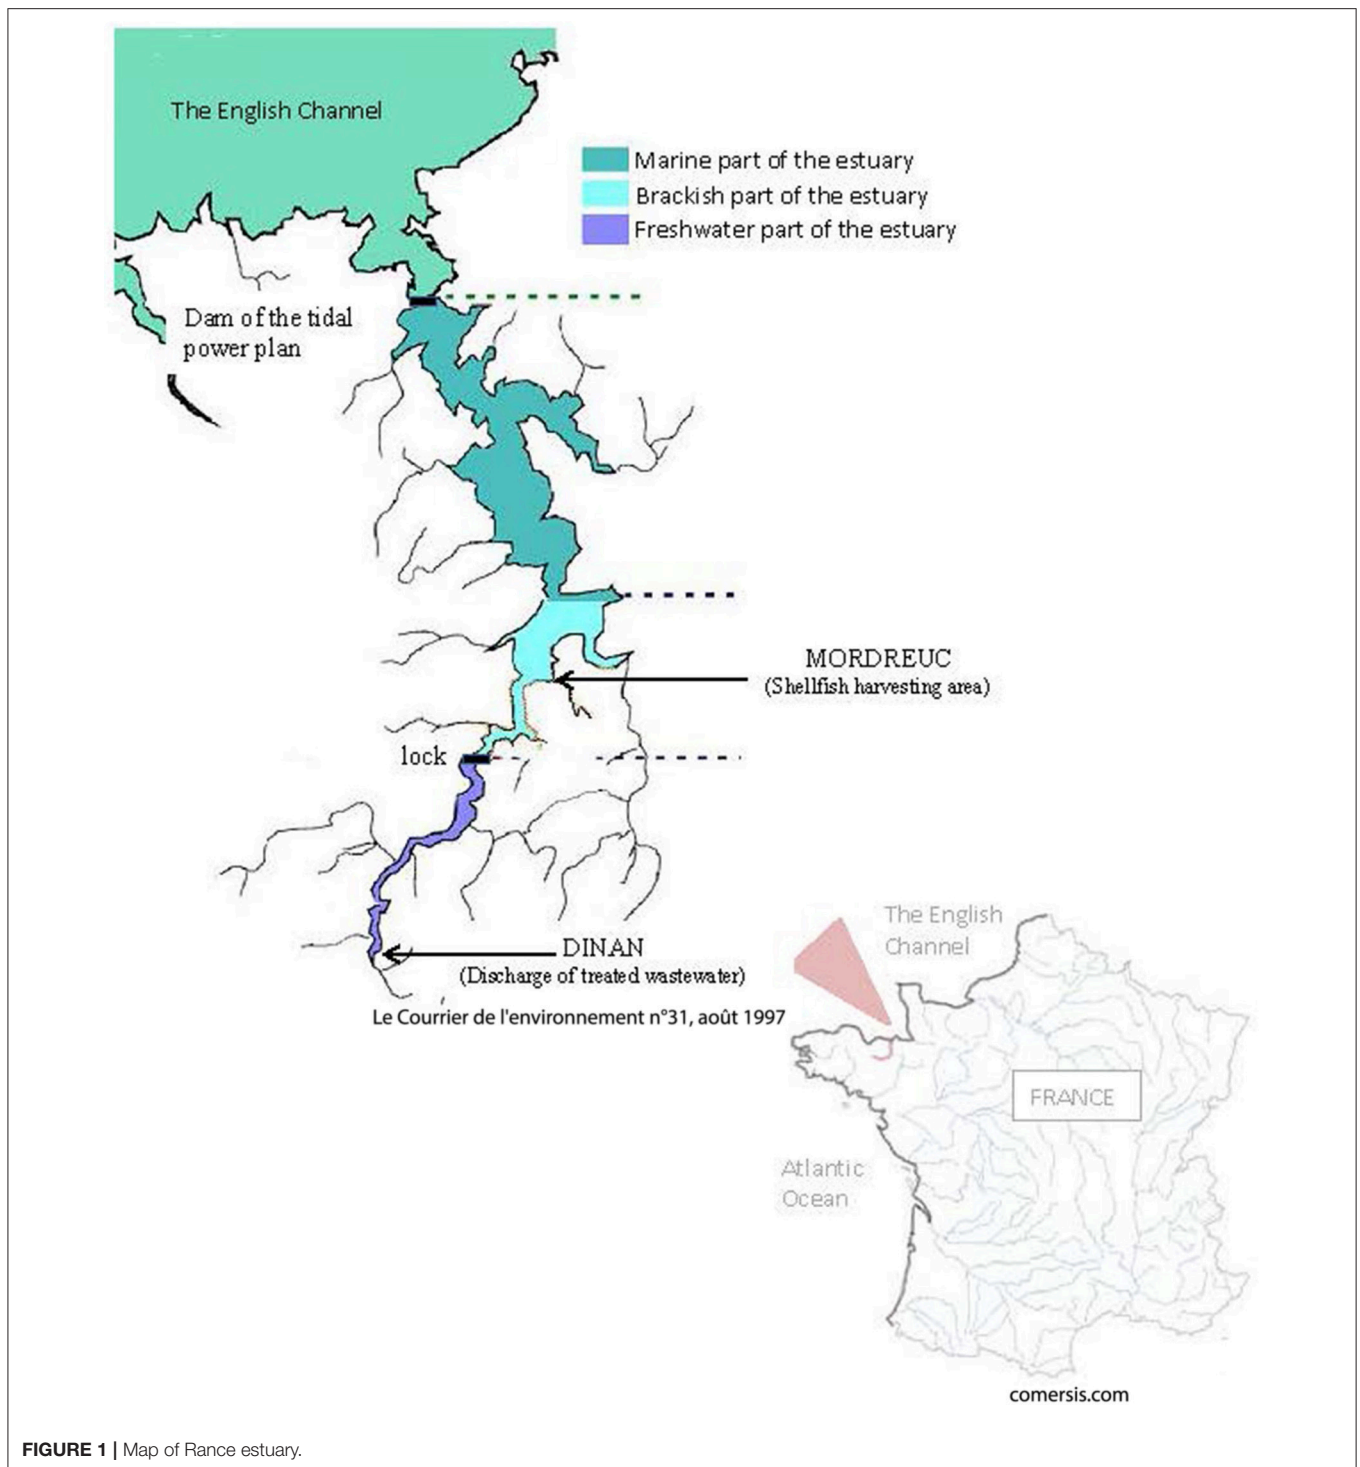 The English Channel
Marine part of the estuary
Brackish part of the estuary
Freshwater part of the estuary
Dam of the tidal
power plan
MORDREUC
(Shellfish harvesting area)
lock
DINAN
(Discharge of treated wastewater)
Le Courrier de l'environnement n°31, août 1997
The English
Channel
FRANCE
Atlantic
Ocean
comersis.com
FIGURE 1 | Map of Rance estuary.